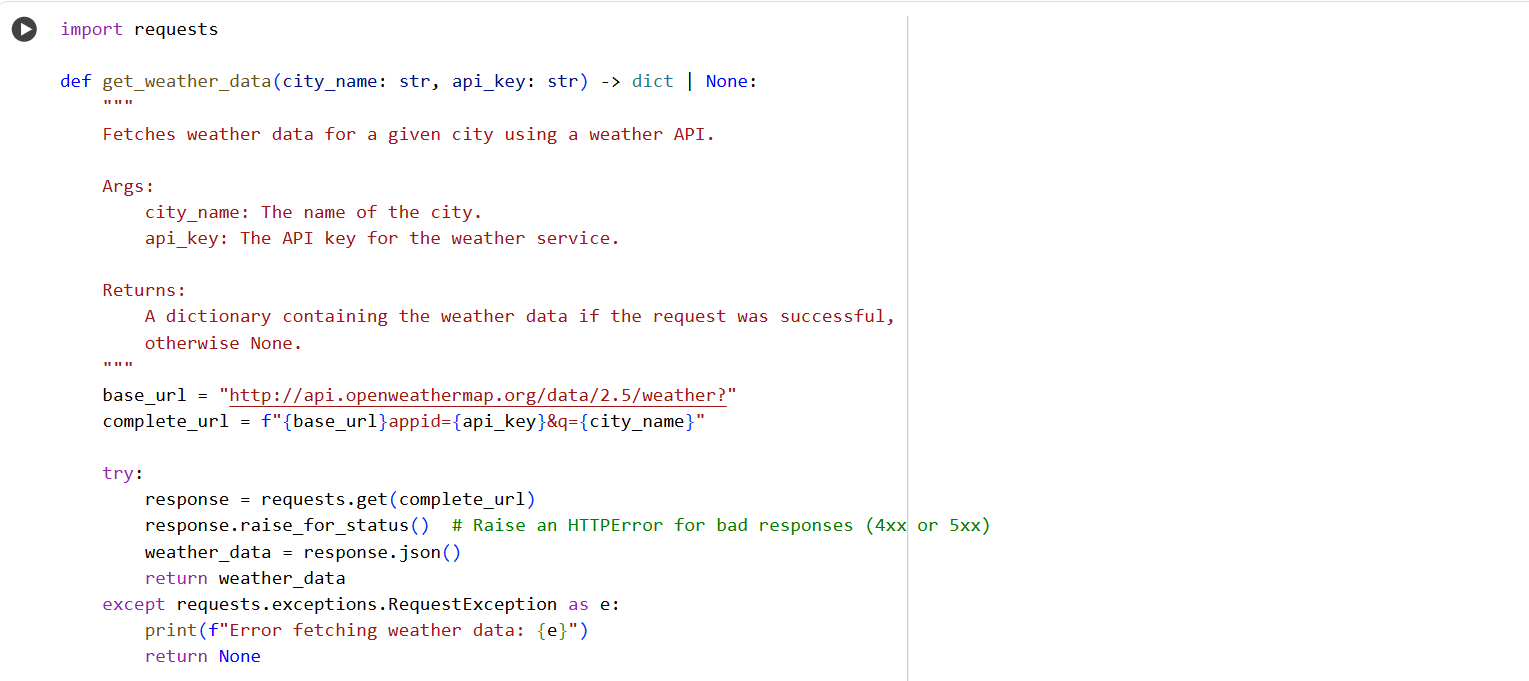 import requests
def get_weather_data(city_name: str, api_key: str) -> dict | None:
    """
    Fetches weather data for a given city using a weather API.
    Args:
        city_name: The name of the city.
        api_key: The API key for the weather service.
    Returns:
        A dictionary containing the weather data if the request was successful,
        otherwise None.
    """
    base_url = "http://api.openweathermap.org/data/2.5/weather?"
    complete_url = f"{base_url}appid={api_key}&q={city_name}"
    try:
        response = requests.get(complete_url)
        response.raise_for_status()  # Raise an HTTPError for bad responses (4xx or 5xx)
        weather_data = response.json()
        return weather_data
    except requests.exceptions.RequestException as e:
        print(f"Error fetching weather data: {e}")
        return None